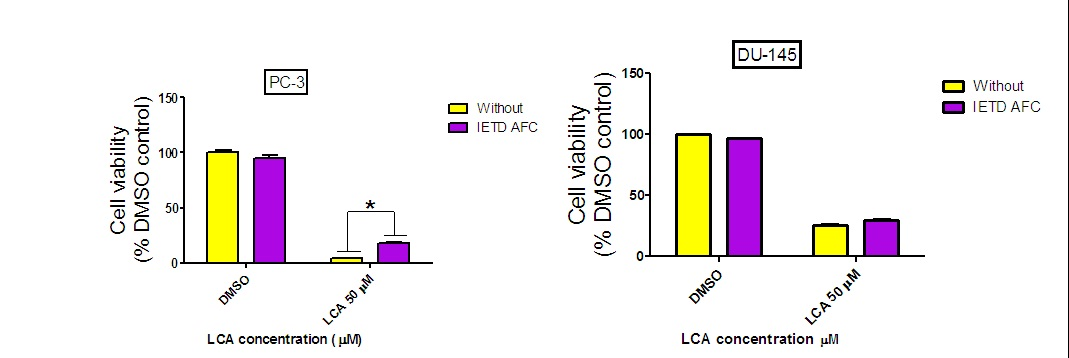 PC-3
Cell viability
(% DMSO control)
150
100
50
0
DMSO
LCA 50 µM
LCA concentration ( µM)
*
Without
IETD AFC
DU-145
Cell viability
(% DMSO control)
150
100
50
0
DMSO
LCA 50 µM
LCA concentration µM
Without
IETD AFC